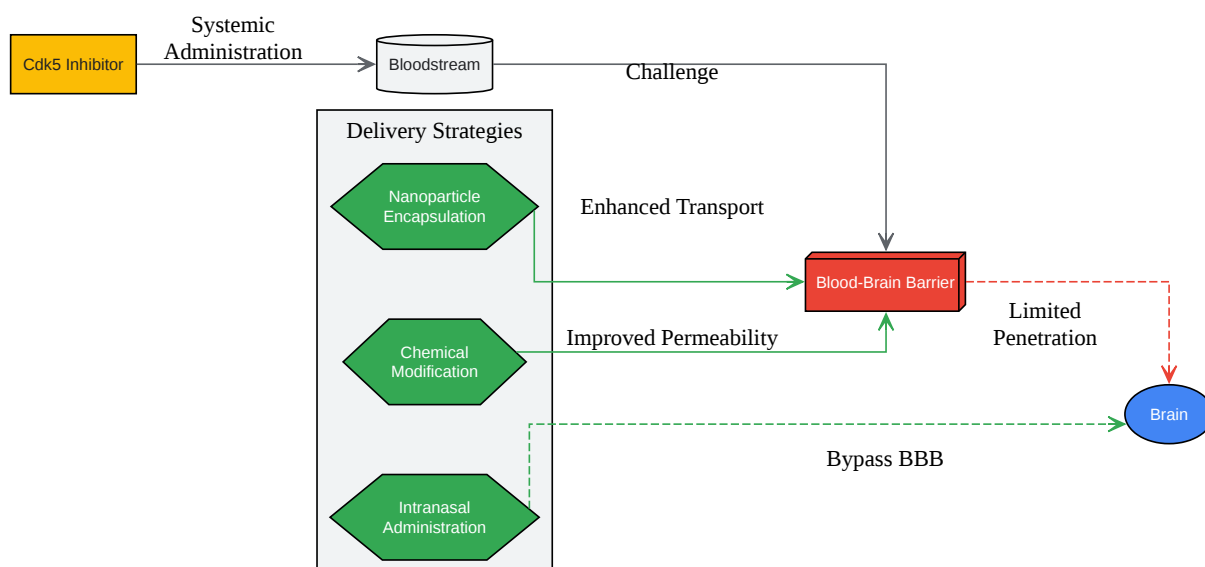 Systemic
Administration
Cdk5 Inhibitor
Bloodstream
Challenge
Delivery Strategies
Nanoparticle
Encapsulation
Enhanced Transport
Blood-Brain Barrier
Limited
Penetration
Improved Permeability
Chemical
Modification
Brain
Bypass BBB
Intranasal
Administration